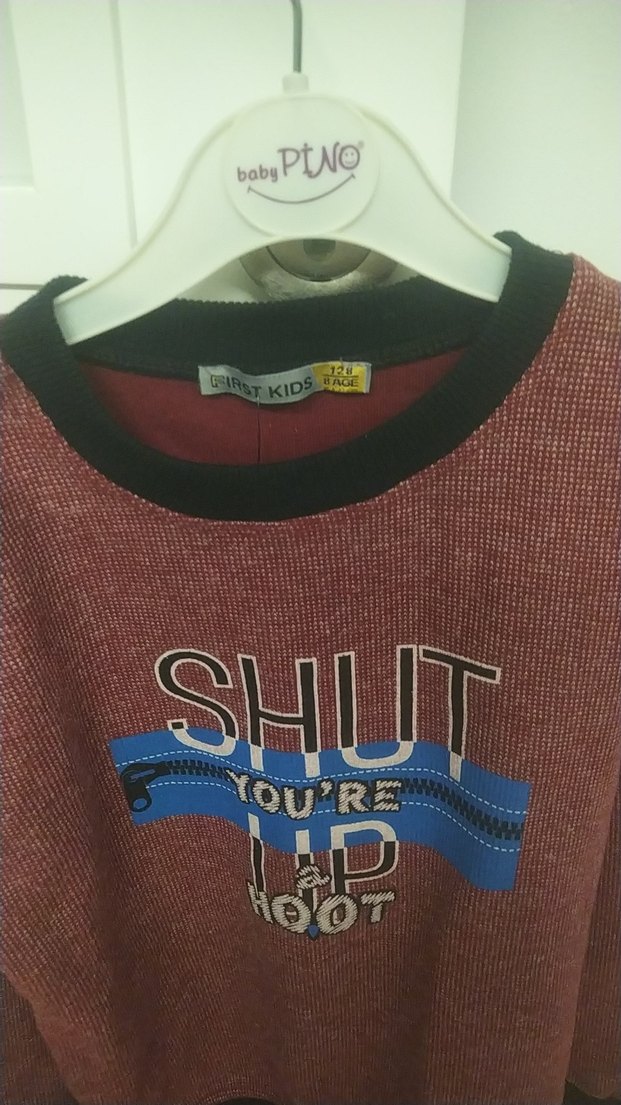 baby PINO
FIRST KIDS
128
8 AGE
SHUT
YOU'RE
UP
a
HOOT